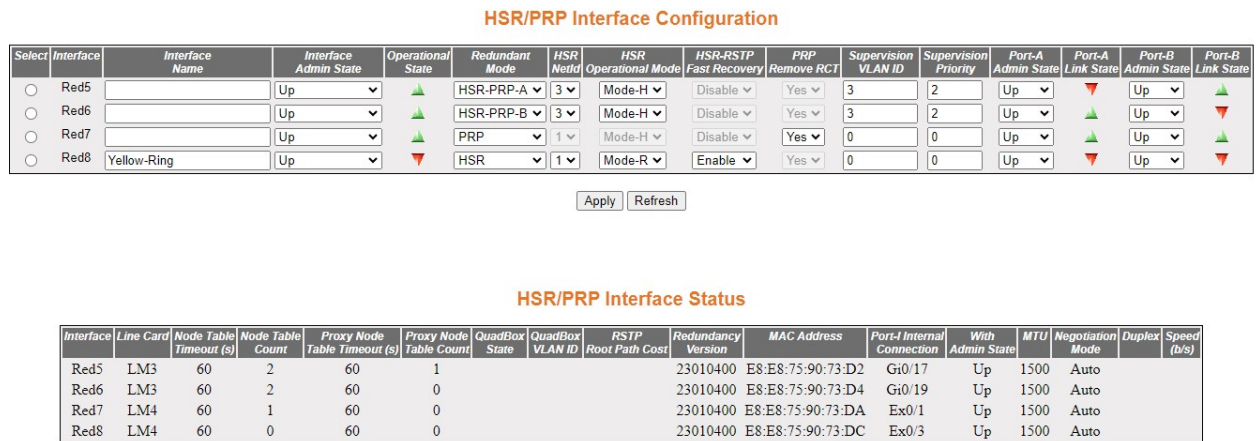 HSR/PRP Interface Configuration
Select Interface Interface Name Interface Admin State Operational State Redundant Mode HSR NetId HSR Operational Mode HSR-RSTP Fast Recovery PRP Remove RCT Supervision VLAN ID Supervision Priority Port-A Admin State Port-A Link State Port-B Admin State Port-B Link State
Red5 Up HSR-PRP-A 3 Mode-H Disable Yes 3 2 Up Up
Red6 Up HSR-PRP-B 3 Mode-H Disable Yes 3 2 Up Up
Red7 Up PRP 1 Mode-H Disable Yes 0 0 Up Up
Red8 Yellow-Ring Up HSR 1 Mode-R Enable Yes 0 0 Up Up
Apply Refresh
HSR/PRP Interface Status
Interface Line Card Node Table Timeout (s) Node Table Count Proxy Node Table Timeout (s) Proxy Node Table Count QuadBox State QuadBox VLAN ID RSTP Root Path Cost Redundancy Version MAC Address Port-I Internal Connection With Admin State MTU Negotiation Mode Duplex Speed (b/s)
Red5 LM3 60 2 60 1 23010400 E8:E8:75:90:73:D2 Gi0/17 Up 1500 Auto
Red6 LM3 60 2 60 0 23010400 E8:E8:75:90:73:D4 Gi0/19 Up 1500 Auto
Red7 LM4 60 1 60 0 23010400 E8:E8:75:90:73:DA Ex0/1 Up 1500 Auto
Red8 LM4 60 0 60 0 23010400 E8:E8:75:90:73:DC Ex0/3 Up 1500 Auto